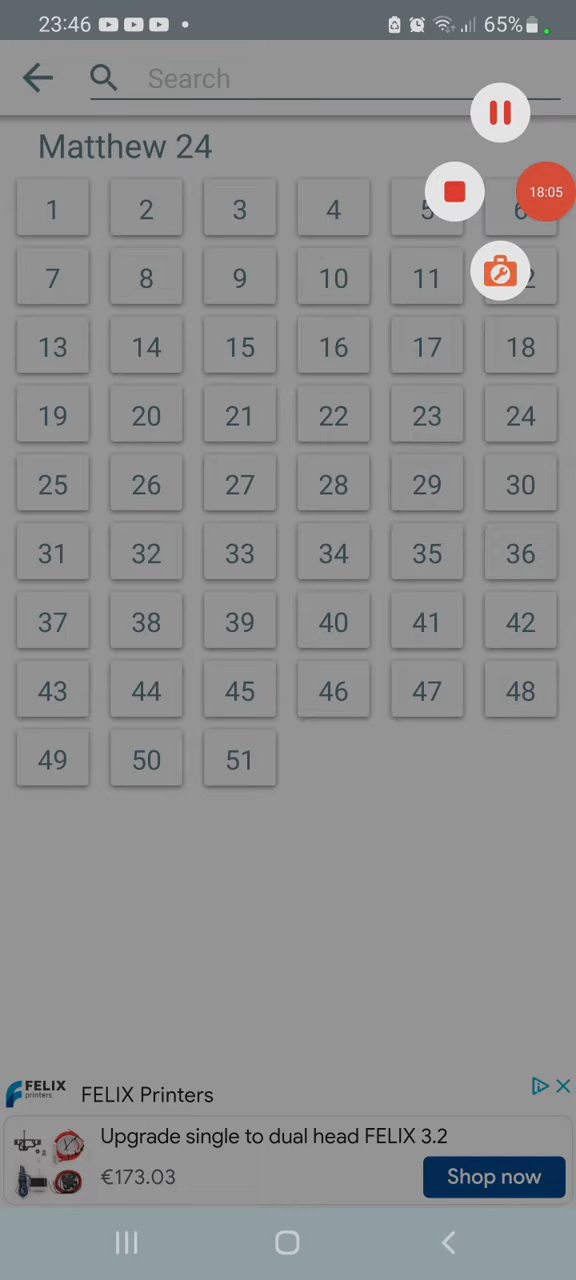 23:46 65%
Search
Matthew 24
18:05
1 2 3 4 5 6
7 8 9 10 11 2
13 14 15 16 17 18
19 20 21 22 23 24
25 26 27 28 29 30
31 32 33 34 35 36
37 38 39 40 41 42
43 44 45 46 47 48
49 50 51
FELIX
printers
FELIX Printers
Upgrade single to dual head FELIX 3.2
€173.03
Shop now